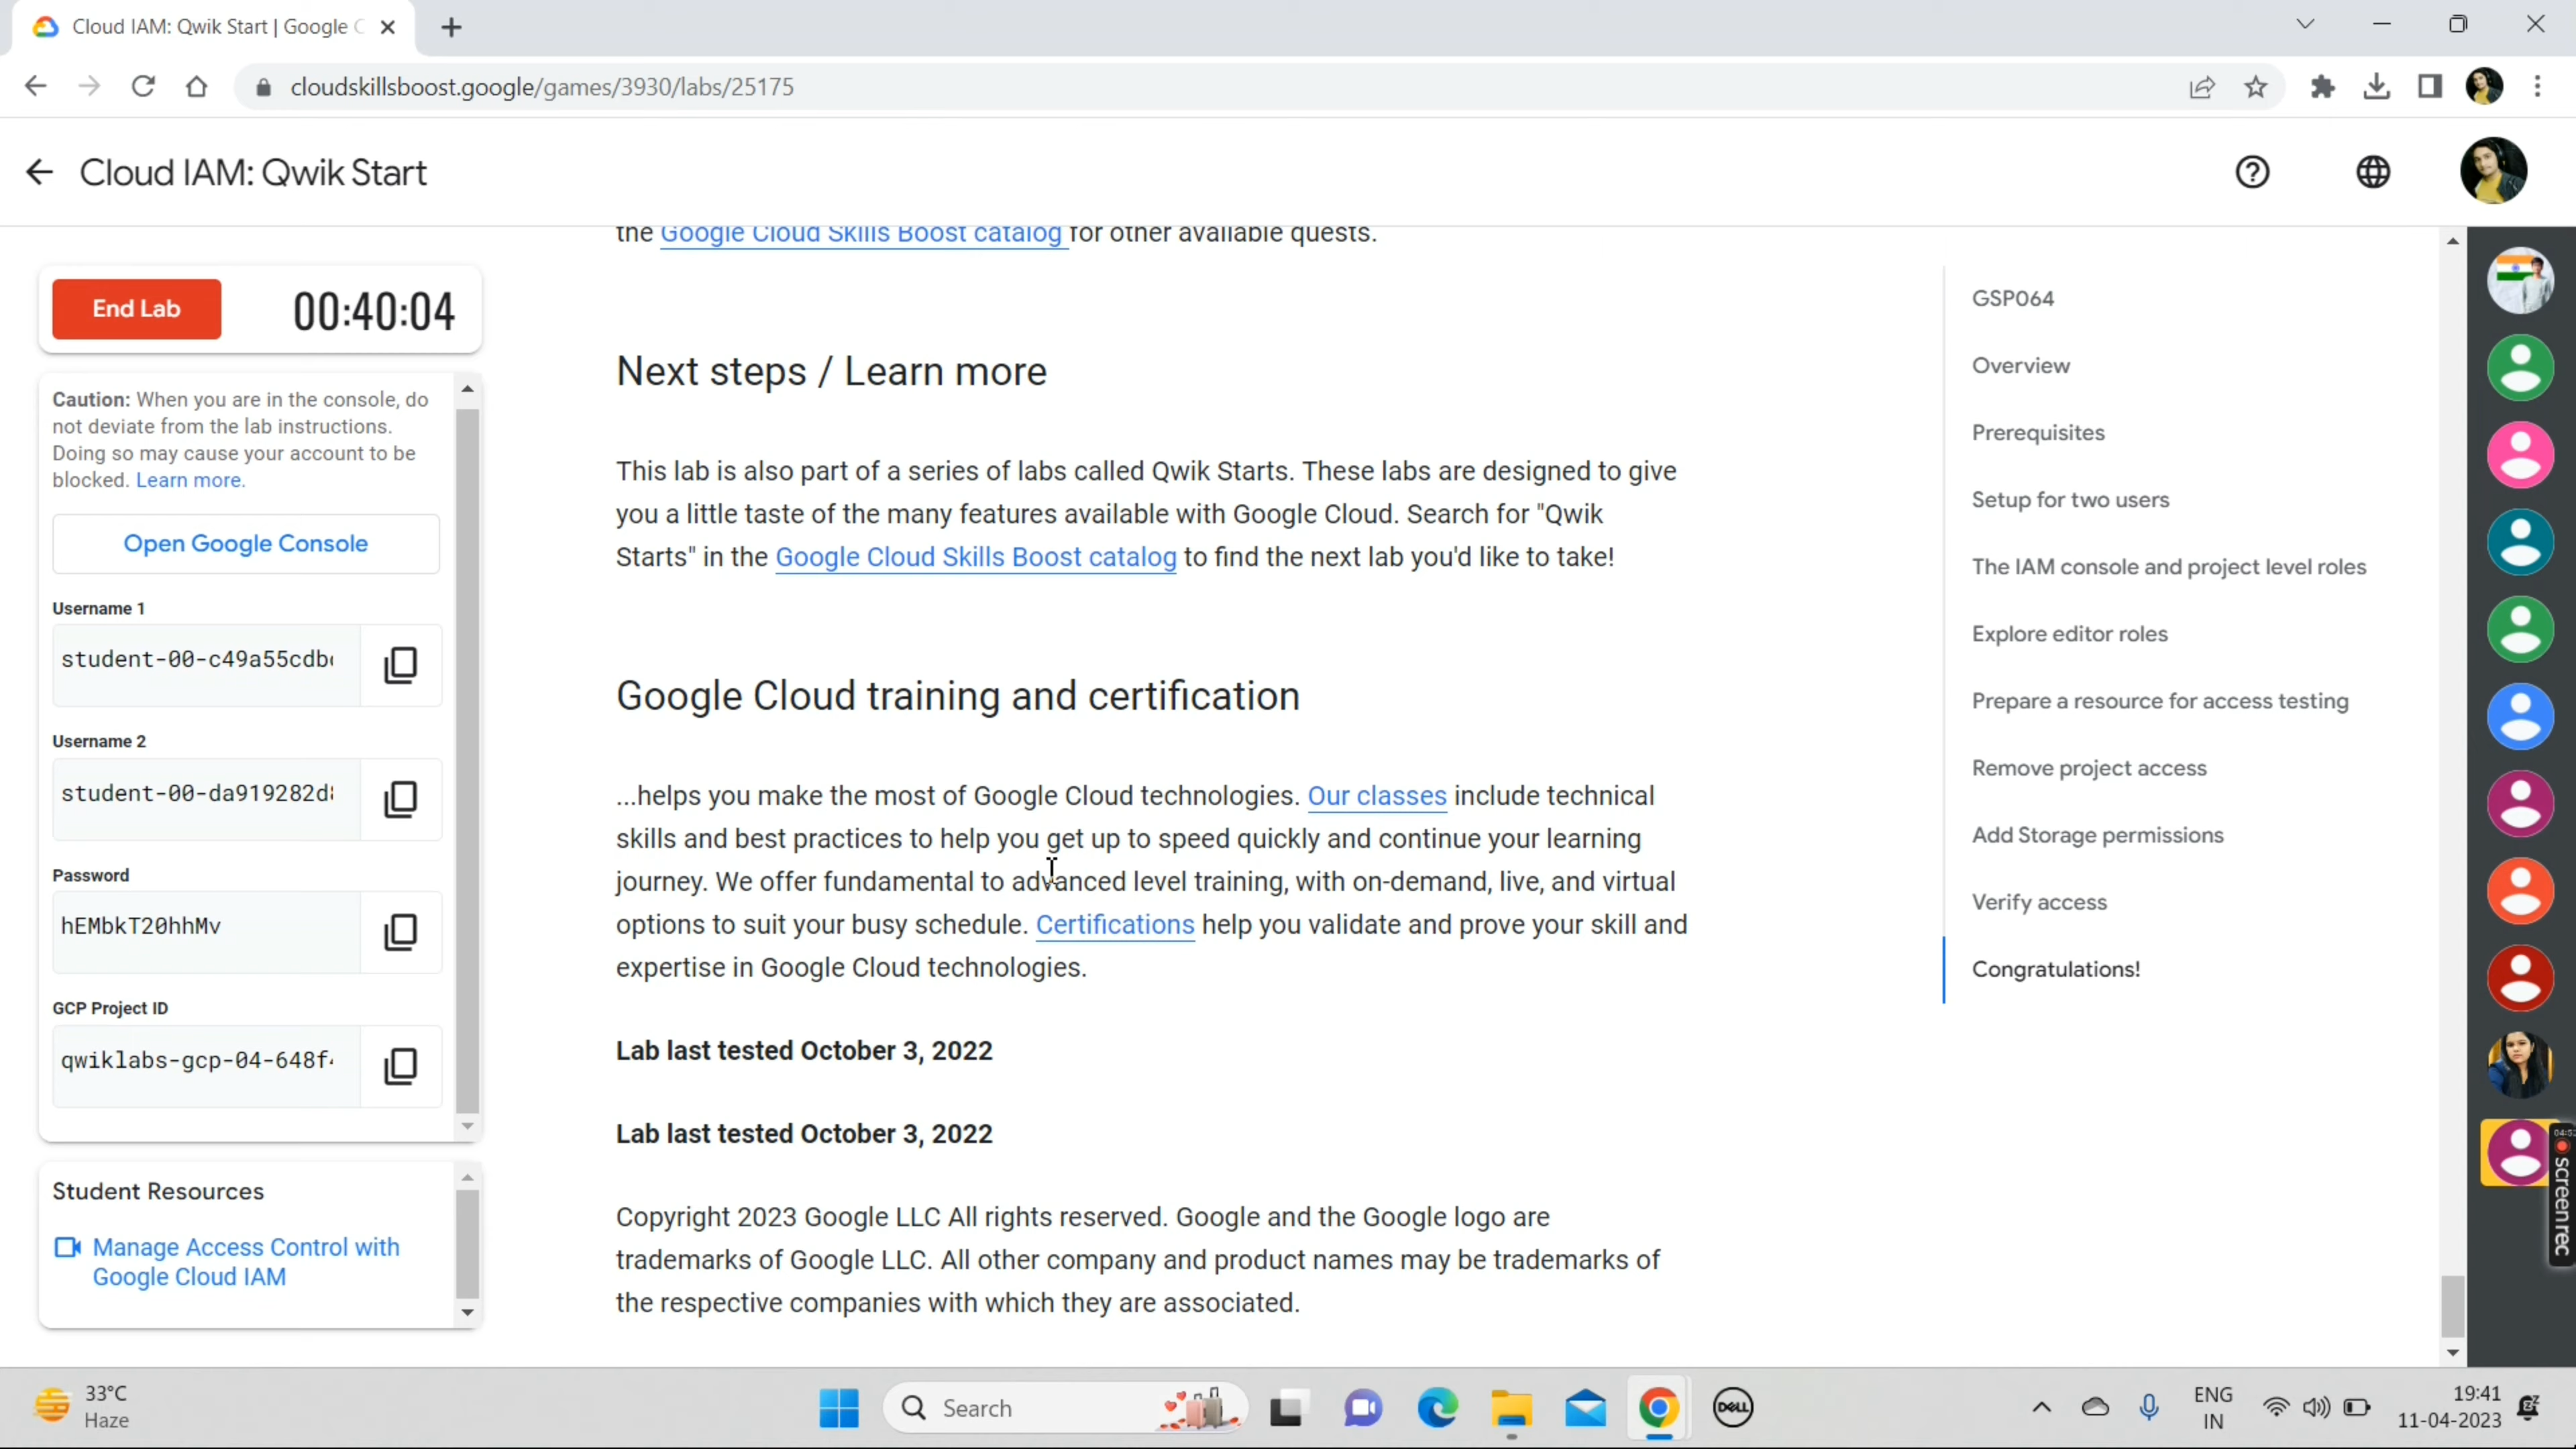 Cloud IAM: Qwik Start | Google C
cloudskillsboost.google/games/3930/labs/25175
Cloud IAM: Qwik Start
End Lab
00:40:04
Caution: When you are in the console, do
not deviate from the lab instructions.
Doing so may cause your account to be
blocked. Learn more.
Open Google Console
Username 1
student-00-c49a55cdb
Username 2
student-00-da919282d
Password
hEMbkT20hhMv
GCP Project ID
qwiklabs-gcp-04-648f
Student Resources
Manage Access Control with
Google Cloud IAM
the Google Cloud Skills Boost catalog for other available quests.
Next steps / Learn more
This lab is also part of a series of labs called Qwik Starts. These labs are designed to give
you a little taste of the many features available with Google Cloud. Search for "Qwik
Starts" in the Google Cloud Skills Boost catalog to find the next lab you'd like to take!
Google Cloud training and certification
...helps you make the most of Google Cloud technologies. Our classes include technical
skills and best practices to help you get up to speed quickly and continue your learning
journey. We offer fundamental to advanced level training, with on-demand, live, and virtual
options to suit your busy schedule. Certifications help you validate and prove your skill and
expertise in Google Cloud technologies.
Lab last tested October 3, 2022
Lab last tested October 3, 2022
Copyright 2023 Google LLC All rights reserved. Google and the Google logo are
trademarks of Google LLC. All other company and product names may be trademarks of
the respective companies with which they are associated.
GSP064
Overview
Prerequisites
Setup for two users
The IAM console and project level roles
Explore editor roles
Prepare a resource for access testing
Remove project access
Add Storage permissions
Verify access
Congratulations!
screenrec
33°C
Haze
Search
DELL
ENG
IN
19:41
11-04-2023